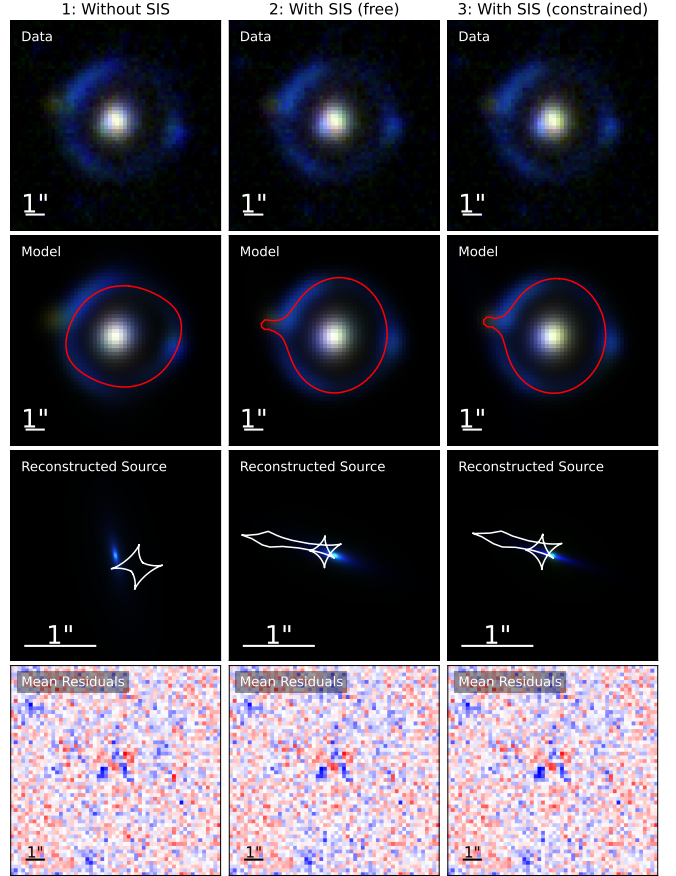 1: Without SIS
2: With SIS (free)
3: With SIS (constrained)
Data
Data
Data
1"
1"
1"
Model
Model
Model
1"
1"
1"
Reconstructed Source
Reconstructed Source
Reconstructed Source
1"
1"
1"
Mean Residuals
Mean Residuals
Mean Residuals
1"
1"
1"